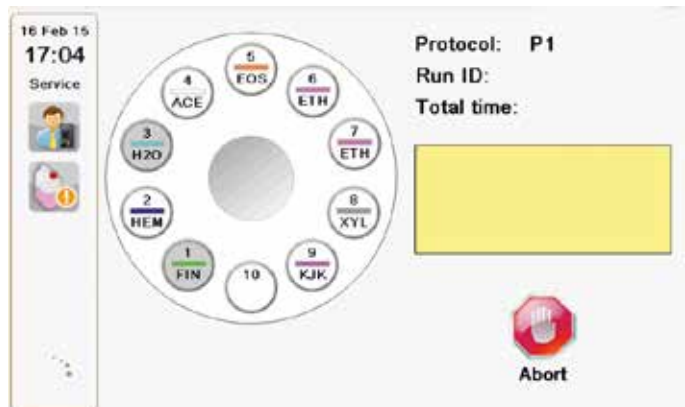 16 Feb 15
17:04
Service
5
EOS
4
ACE
6
ETH
3
H2O
7
ETH
2
HEM
8
XYL
1
FIN
10
9
KJK
Protocol: P1
Run ID:
Total time:
Abort